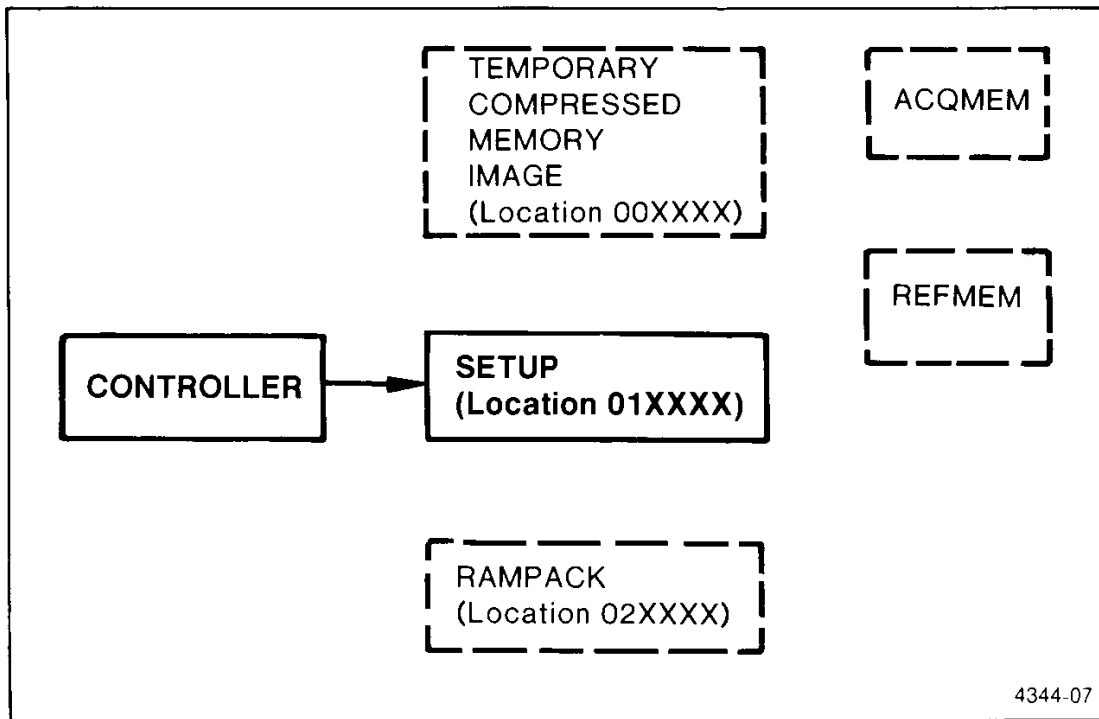 TEMPORARY
COMPRESSED
MEMORY
IMAGE
(Location 00XXXX)
ACQMEM
REFMEM
CONTROLLER
SETUP
(Location 01XXXX)
RAMPACK
(Location 02XXXX)
4344-07